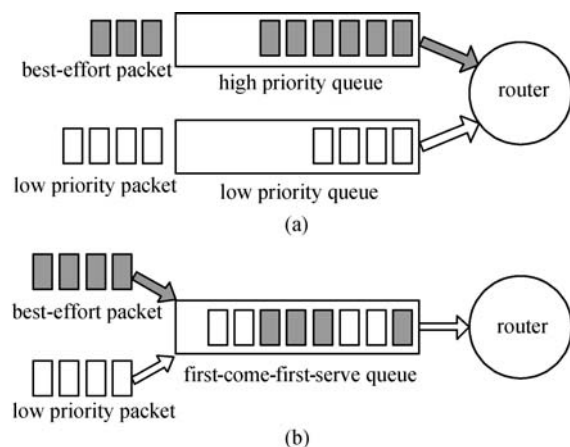 best-effort packet
high priority queue
router
low priority packet
low priority queue
(a)
best-effort packet
router
low priority packet
first-come-first-serve queue
(b)